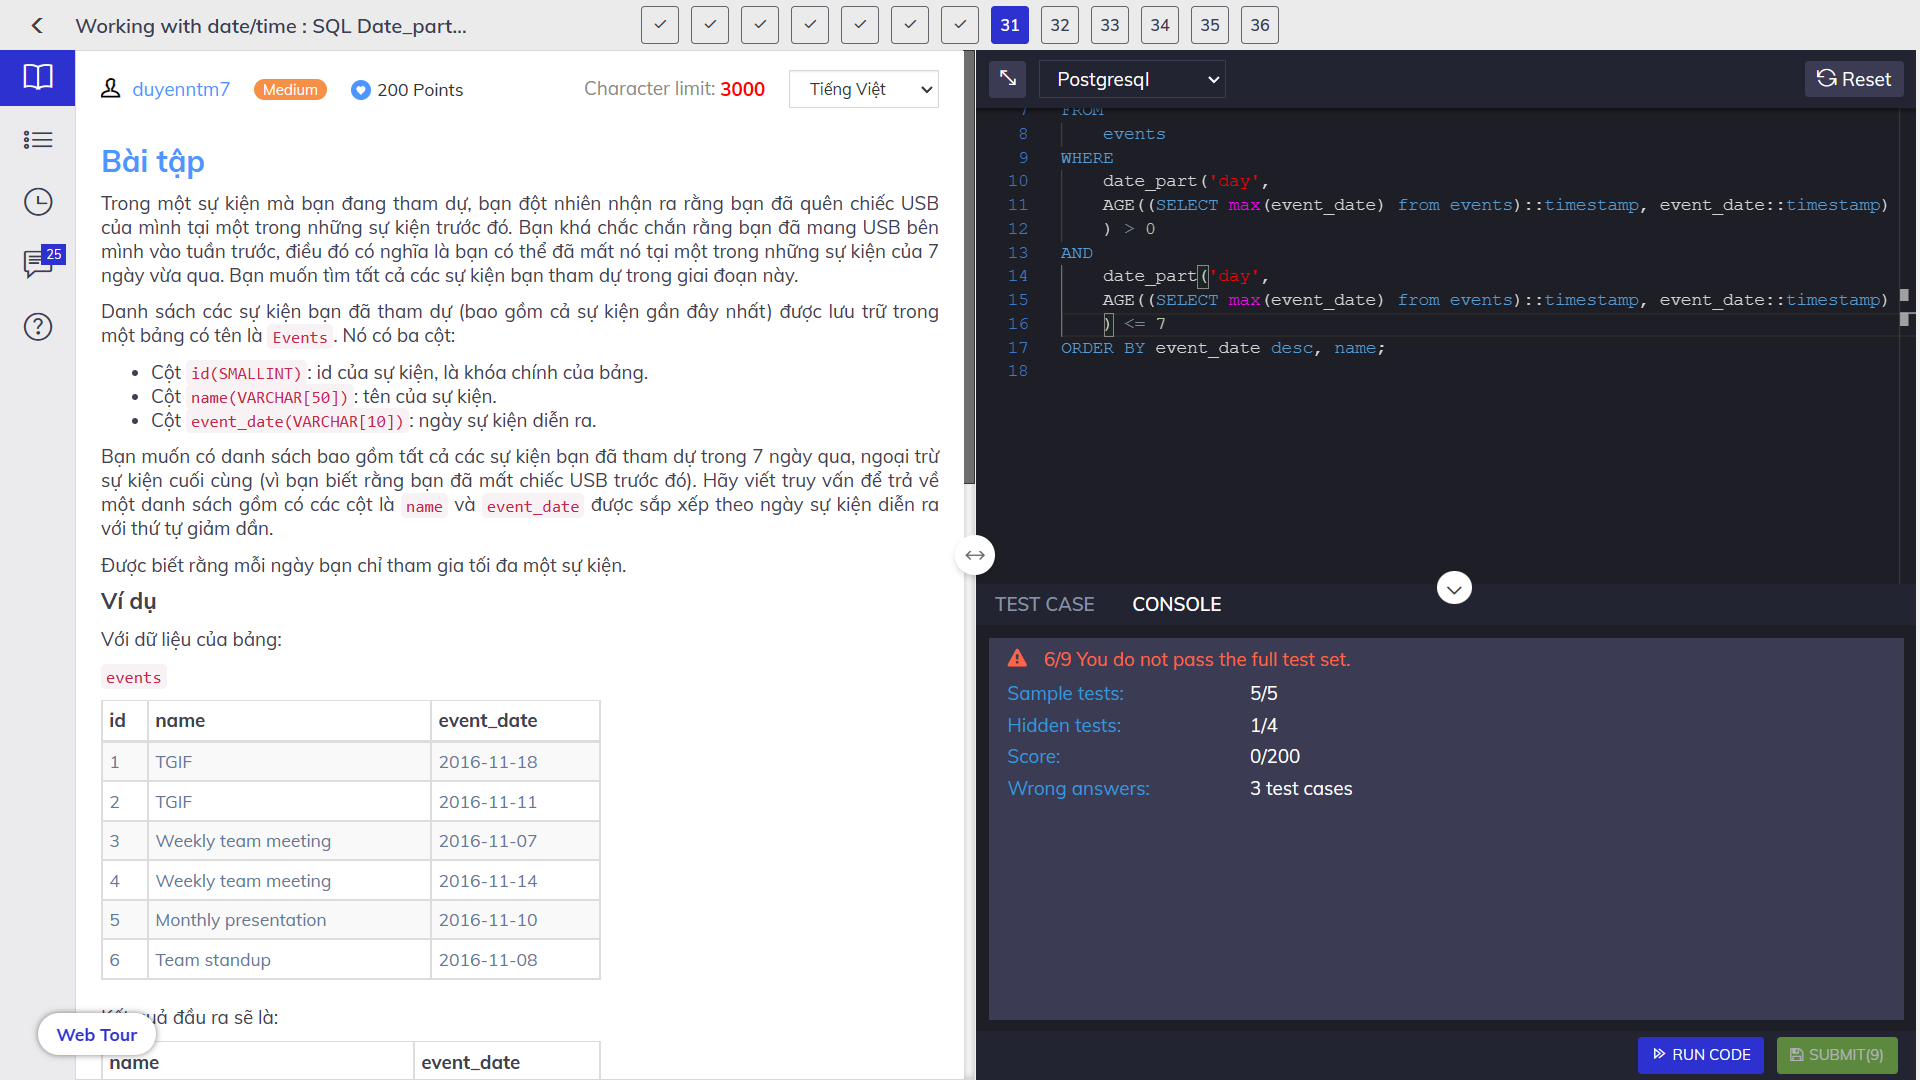 Working with date/time : SQL Date_part...
31 32 33 34 35 36
duyenntm7 Medium 200 Points Character limit: 3000 Tiếng Việt
25
Bài tập
Trong một sự kiện mà bạn đang tham dự, bạn đột nhiên nhận ra rằng bạn đã quên chiếc USB
của mình tại một trong những sự kiện trước đó. Bạn khá chắc chắn rằng bạn đã mang USB bên
mình vào tuần trước, điều đó có nghĩa là bạn có thể đã mất nó tại một trong những sự kiện của 7
ngày vừa qua. Bạn muốn tìm tất cả các sự kiện bạn tham dự trong giai đoạn này.
Danh sách các sự kiện bạn đã tham dự (bao gồm cả sự kiện gần đây nhất) được lưu trữ trong
một bảng có tên là Events. Nó có ba cột:
• Cột id(SMALLINT): id của sự kiện, là khóa chính của bảng.
• Cột name(VARCHAR[50]): tên của sự kiện.
• Cột event_date(VARCHAR[10]): ngày sự kiện diễn ra.
Bạn muốn có danh sách bao gồm tất cả các sự kiện bạn đã tham dự trong 7 ngày qua, ngoại trừ
sự kiện cuối cùng (vì bạn biết rằng bạn đã mất chiếc USB trước đó). Hãy viết truy vấn để trả về
một danh sách gồm có các cột là name và event_date được sắp xếp theo ngày sự kiện diễn ra
với thứ tự giảm dần.
Được biết rằng mỗi ngày bạn chỉ tham gia tối đa một sự kiện.
Ví dụ
Với dữ liệu của bảng:
events
id name event_date
1 TGIF 2016-11-18
2 TGIF 2016-11-11
3 Weekly team meeting 2016-11-07
4 Weekly team meeting 2016-11-14
5 Monthly presentation 2016-11-10
6 Team standup 2016-11-08
đầu ra sẽ là:
Web Tour
name event_date
Postgresql Reset
7 FROM
8 events
9 WHERE
10 date_part('day',
11 AGE((SELECT max(event_date) from events)::timestamp, event_date::timestamp)
12 ) > 0
13 AND
14 date_part('day',
15 AGE((SELECT max(event_date) from events)::timestamp, event_date::timestamp)
16 ) <= 7
17 ORDER BY event_date desc, name;
18
TEST CASE CONSOLE
6/9 You do not pass the full test set.
Sample tests: 5/5
Hidden tests: 1/4
Score: 0/200
Wrong answers: 3 test cases
RUN CODE SUBMIT(9)